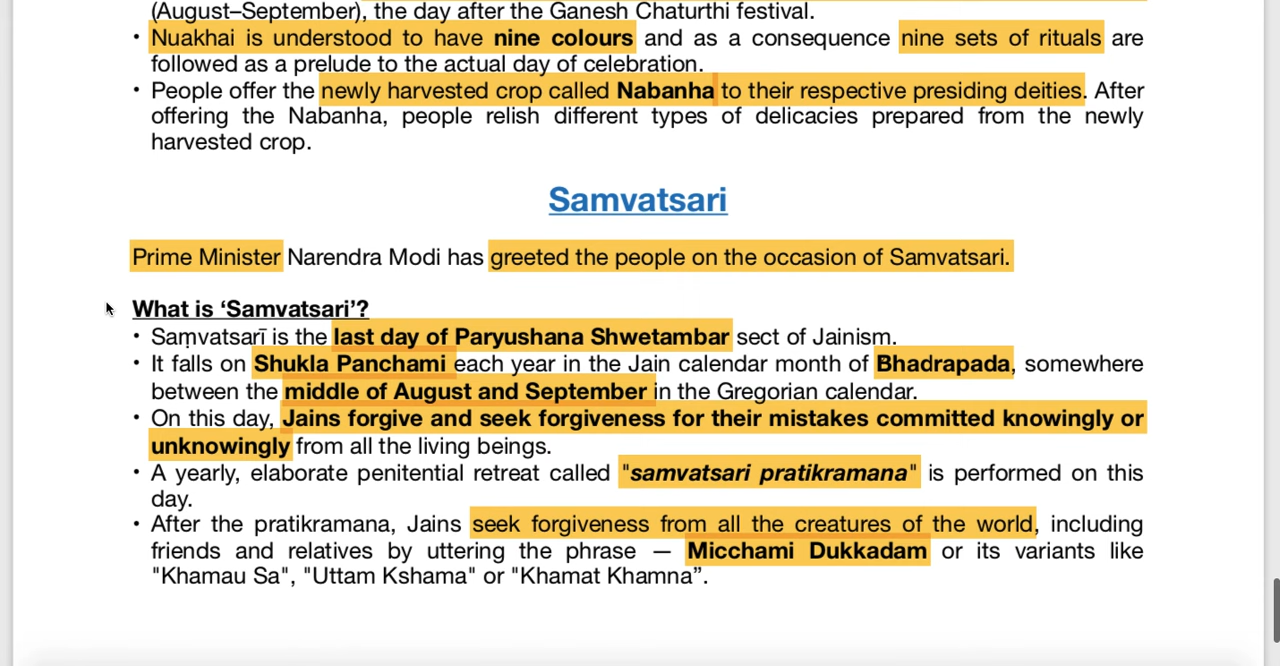 (August–September), the day after the Ganesh Chaturthi festival.
• Nuakhai is understood to have nine colours and as a consequence nine sets of rituals are
followed as a prelude to the actual day of celebration.
• People offer the newly harvested crop called Nabanha to their respective presiding deities. After
offering the Nabanha, people relish different types of delicacies prepared from the newly
harvested crop.
Samvatsari
Prime Minister Narendra Modi has greeted the people on the occasion of Samvatsari.
What is ‘Samvatsari’?
• Saṃvatsarī is the last day of Paryushana Shwetambar sect of Jainism.
• It falls on Shukla Panchami each year in the Jain calendar month of Bhadrapada, somewhere
between the middle of August and September in the Gregorian calendar.
• On this day, Jains forgive and seek forgiveness for their mistakes committed knowingly or
unknowingly from all the living beings.
• A yearly, elaborate penitential retreat called "samvatsari pratikramana" is performed on this
day.
• After the pratikramana, Jains seek forgiveness from all the creatures of the world, including
friends and relatives by uttering the phrase — Micchami Dukkadam or its variants like
"Khamau Sa", "Uttam Kshama" or "Khamat Khamna”.